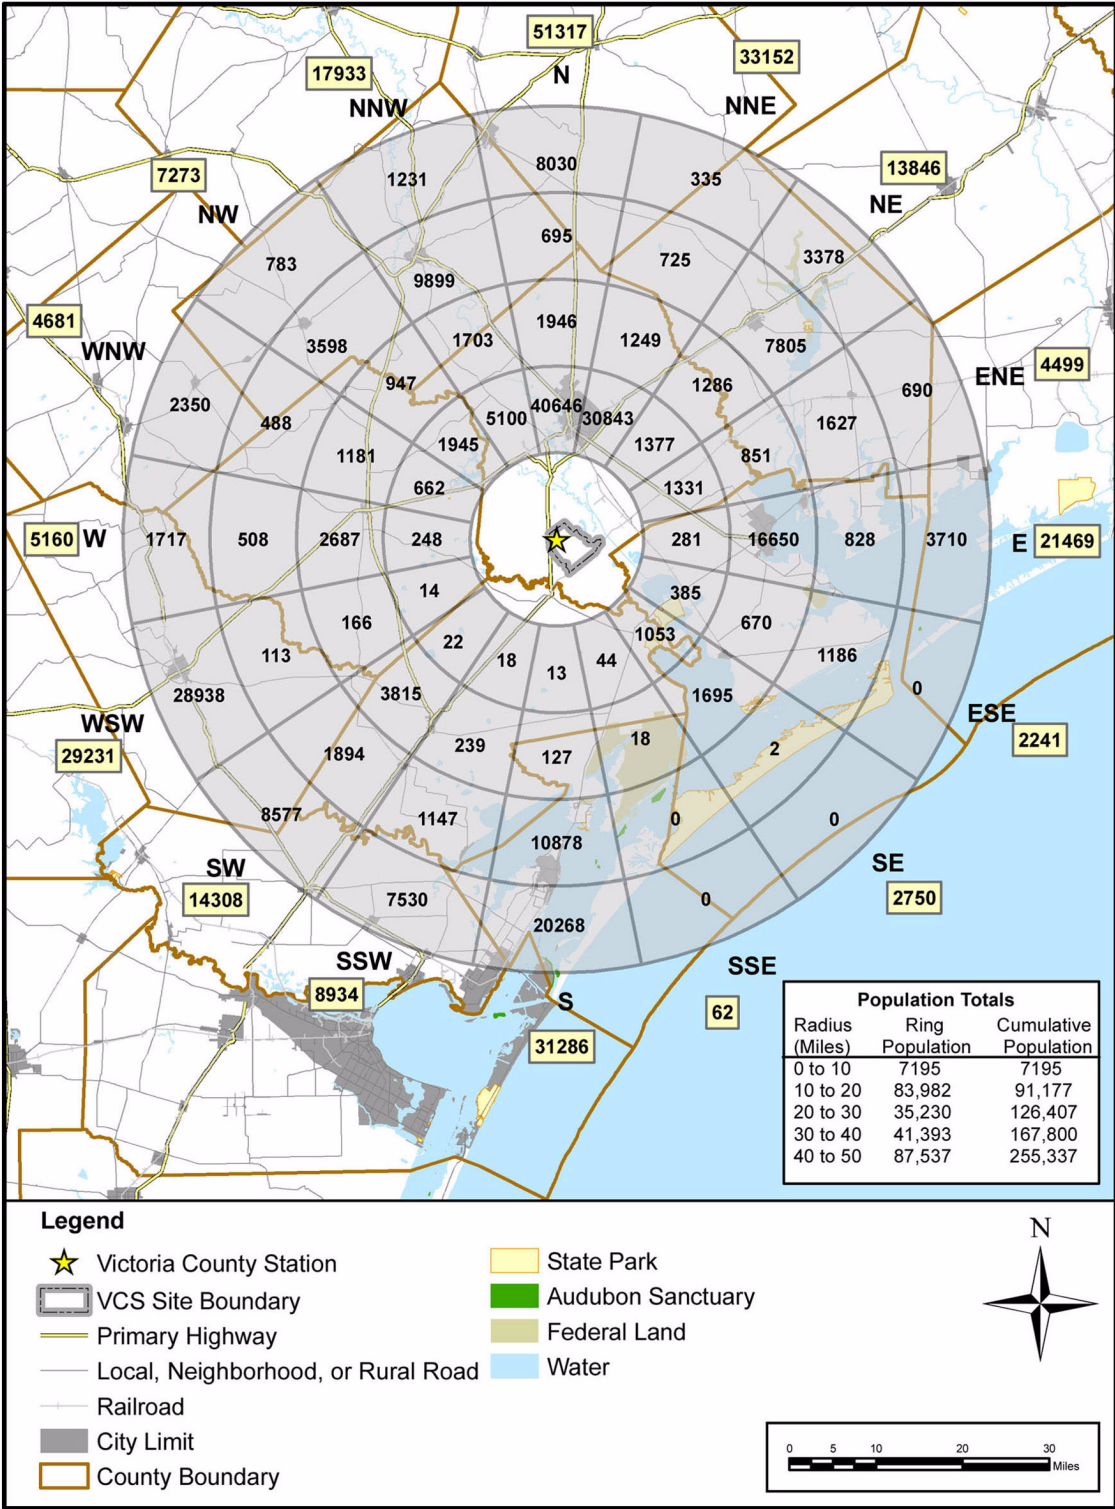 51317
33152
17933
N
NNW
NNE
8030
7273
1231
335
13846
NW
NE
695
725
783
3378
9899
4681
1946
1703
1249
WNW
3598
7805
ENE
4499
947
1286
2350
690
40646
5100
30843
488
1627
1945
1377
1181
851
662
1331
5160
W
1717
508
2687
248
281
16650
828
3710
E
21469
14
385
166
670
22
1053
113
18
13
44
1186
28938
3815
1695
0
WSW
ESE
29231
239
127
18
2
2241
1894
8577
1147
0
0
10878
SW
SE
14308
7530
0
2750
20268
SSW
SSE
8934
S
62
31286
Population Totals
Radius Ring Cumulative
(Miles) Population Population
0 to 10 7195 7195
10 to 20 83,982 91,177
20 to 30 35,230 126,407
30 to 40 41,393 167,800
40 to 50 87,537 255,337
Legend
Victoria County Station
VCS Site Boundary
Primary Highway
Local, Neighborhood, or Rural Road
Railroad
City Limit
County Boundary
State Park
Audubon Sanctuary
Federal Land
Water
N
0 5 10 20 30
Miles